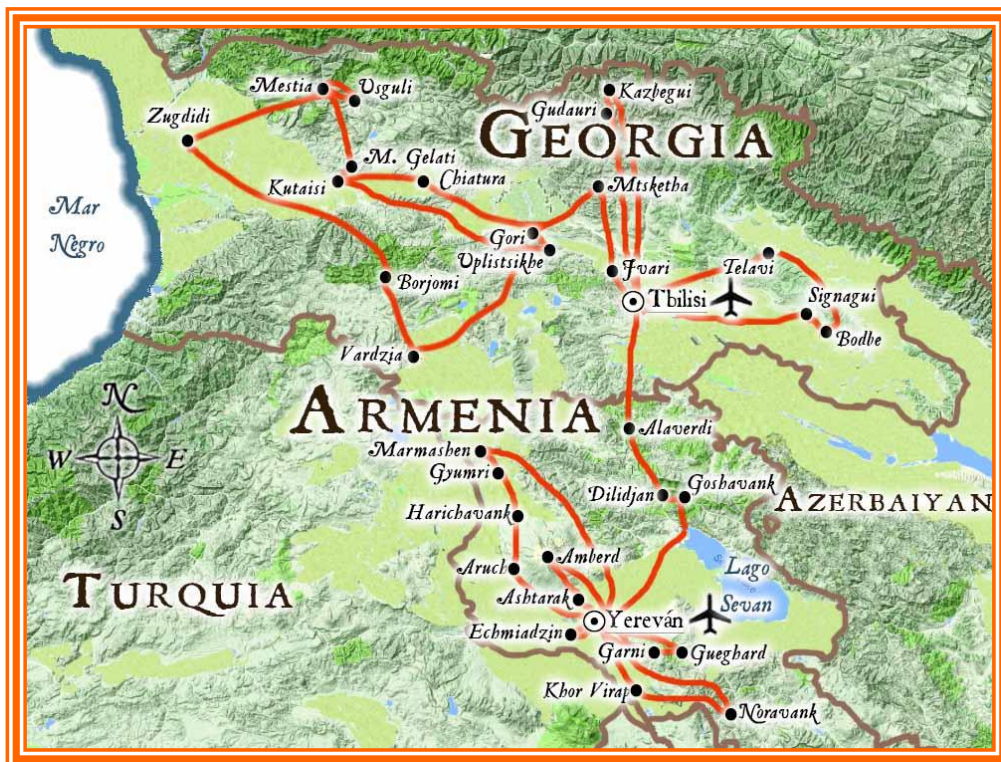 Mestia
Usguli
Kazbegui
Gudauri
Zugdidi
GEORGIA
M. Gelati
Kutaisi
Chiatura
Mtsketha
Mar
Negro
Gori
Uplistsikhe
Jvari
Telavi
Borjomi
Tbilisi
Signagui
Bodbe
Vardzia
N
W
E
S
ARMENIA
Alaverdi
Marmashen
Gyumri
Dilidjan
Goshavank
AZERBAIYAN
Harichavank
Amberd
Aruch
Lago
Sevan
TURQUIA
Ashtarak
Yereván
Echmiadzin
Garni
Gueghard
Khor Virap
Noravank